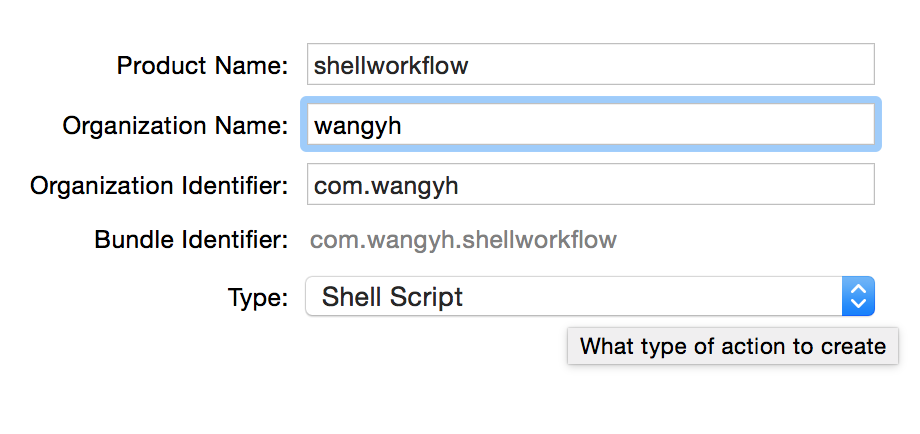 Product Name: shellworkflow
Organization Name: wangyh
Organization Identifier: com.wangyh
Bundle Identifier: com.wangyh.shellworkflow
Type: Shell Script
What type of action to create